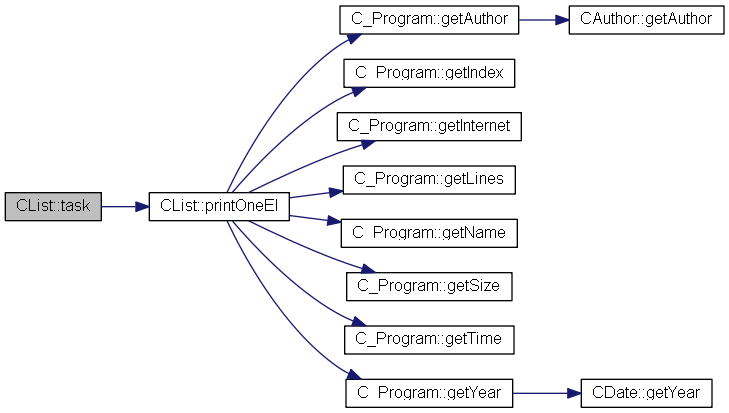 C_Program::getAuthor
CAuthor::getAuthor
C_Program::getIndex
C_Program::getInternet
C_Program::getLines
CList::task
CList::printOneEl
C_Program::getName
C_Program::getSize
C_Program::getTime
C_Program::getYear
CDate::getYear